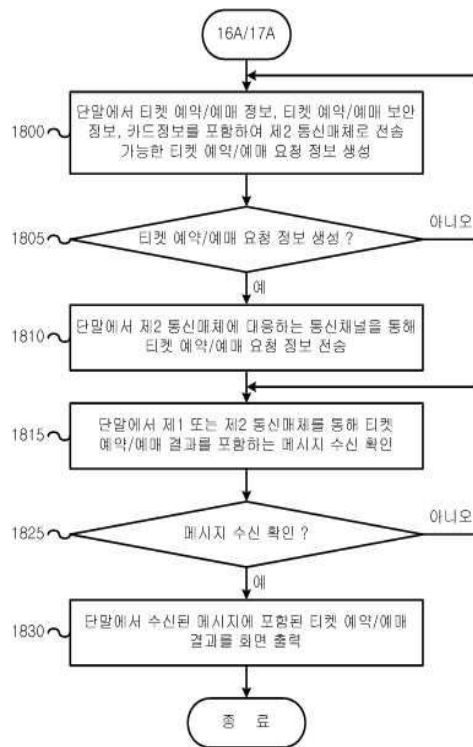 16A/17A
1800
단말에서 티켓 예약/예매 정보, 티켓 예약/예매 보안
정보, 카드정보를 포함하여 제2 통신매체로 전송
가능한 티켓 예약/예매 요청 정보 생성
1805
티켓 예약/예매 요청 정보 생성 ?
아니오
예
1810
단말에서 제2 통신매체에 대응하는 통신채널을 통해
티켓 예약/예매 요청 정보 전송
1815
단말에서 제1 또는 제2 통신매체를 통해 티켓
예약/예매 결과를 포함하는 메시지 수신 확인
1825
메시지 수신 확인 ?
아니오
예
1830
단말에서 수신된 메시지에 포함된 티켓 예약/예매
결과를 화면 출력
종 료